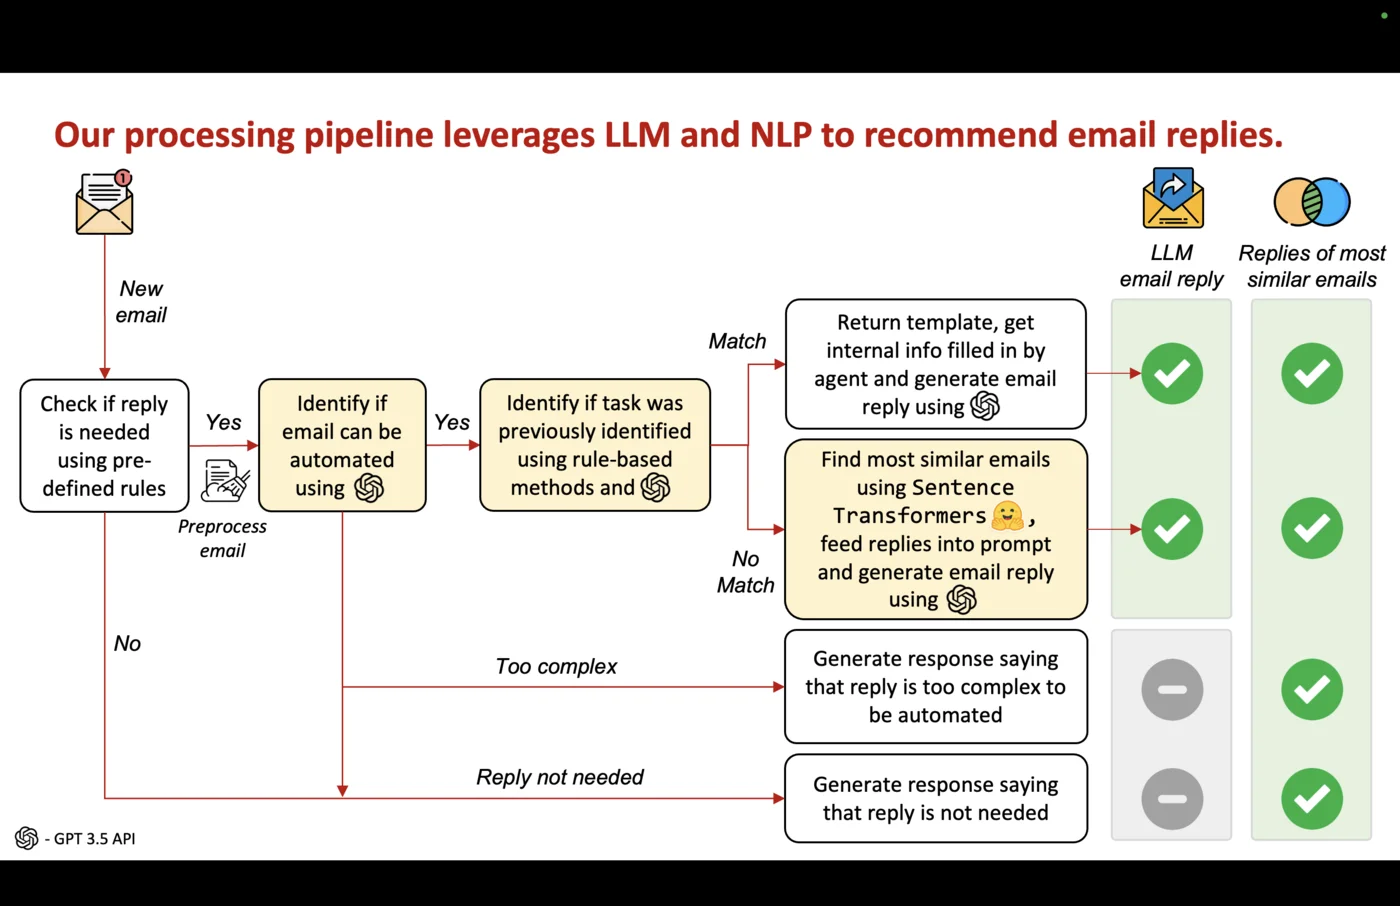 Our processing pipeline leverages LLM and NLP to recommend email replies.
1
New
email
LLM
email reply
Replies of most
similar emails
Check if reply
is needed
using pre-
defined rules
Yes
Preprocess
email
Identify if
email can be
automated
using
Yes
Identify if task was
previously identified
using rule-based
methods and
Match
Return template, get
internal info filled in by
agent and generate email
reply using
No
Match
Find most similar emails
using Sentence
Transformers ,
feed replies into prompt
and generate email reply
using
No
Too complex
Generate response saying
that reply is too complex to
be automated
Reply not needed
Generate response saying
that reply is not needed
- GPT 3.5 API